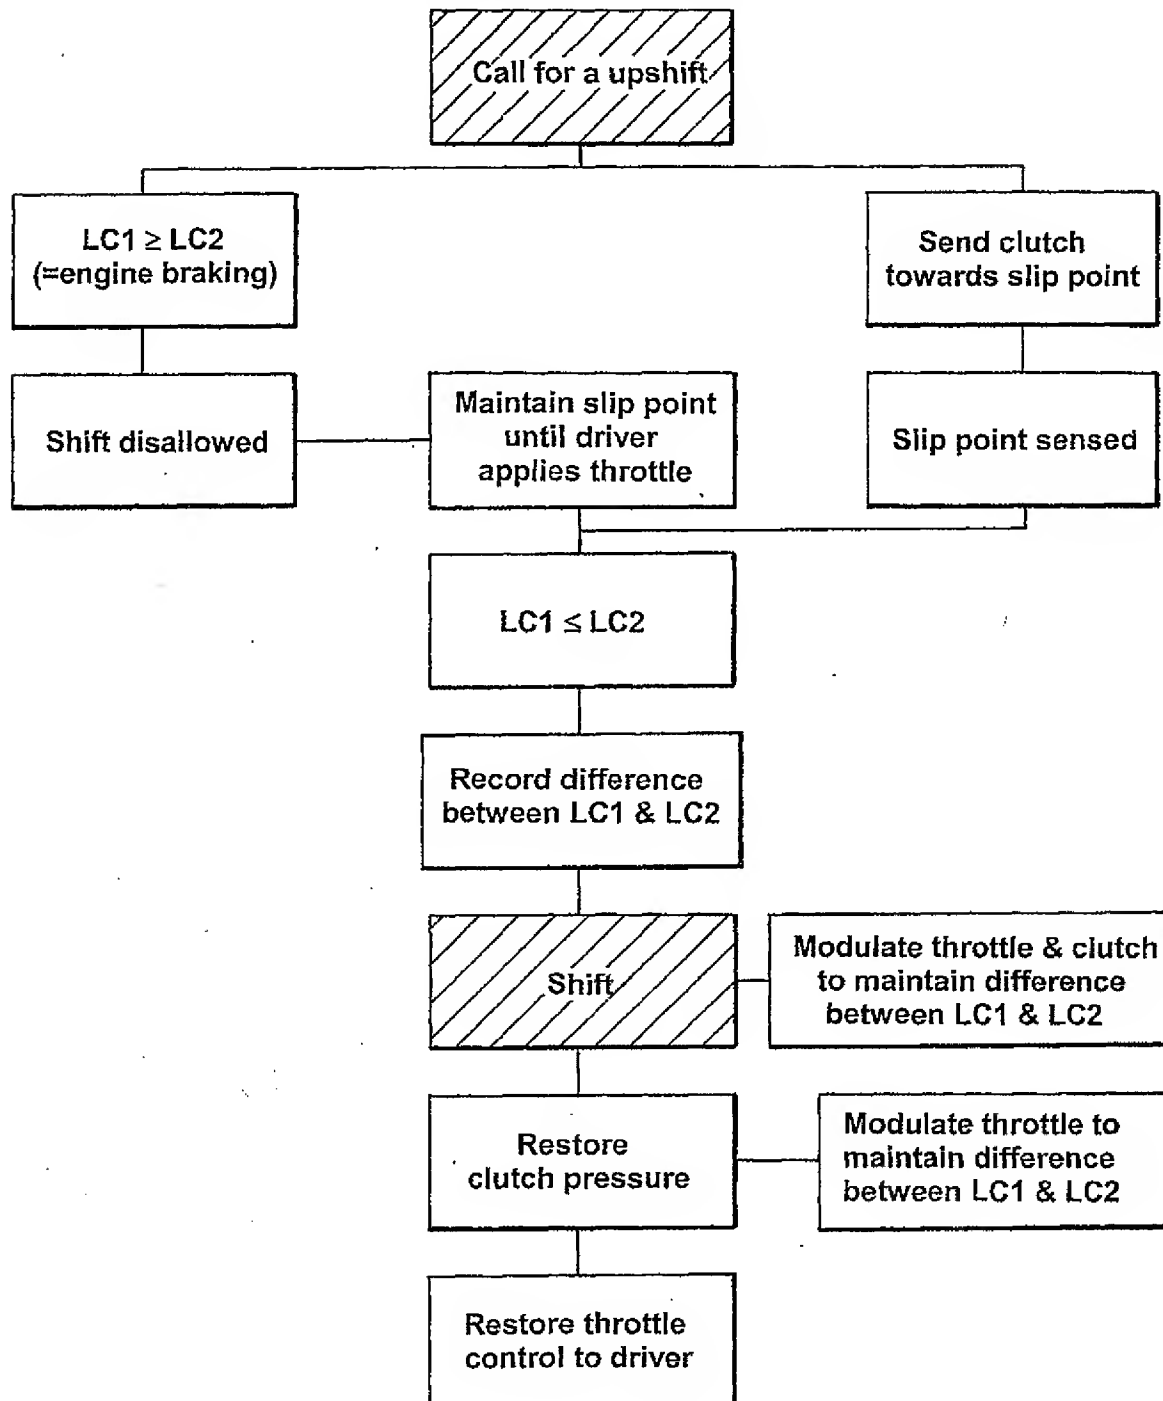 Call for a upshift
LC1 ≥ LC2
(=engine braking)
Send clutch
towards slip point
Shift disallowed
Maintain slip point
until driver
applies throttle
Slip point sensed
LC1 ≤ LC2
Record difference
between LC1 & LC2
Shift
Modulate throttle & clutch
to maintain difference
between LC1 & LC2
Restore
clutch pressure
Modulate throttle to
maintain difference
between LC1 & LC2
Restore throttle
control to driver